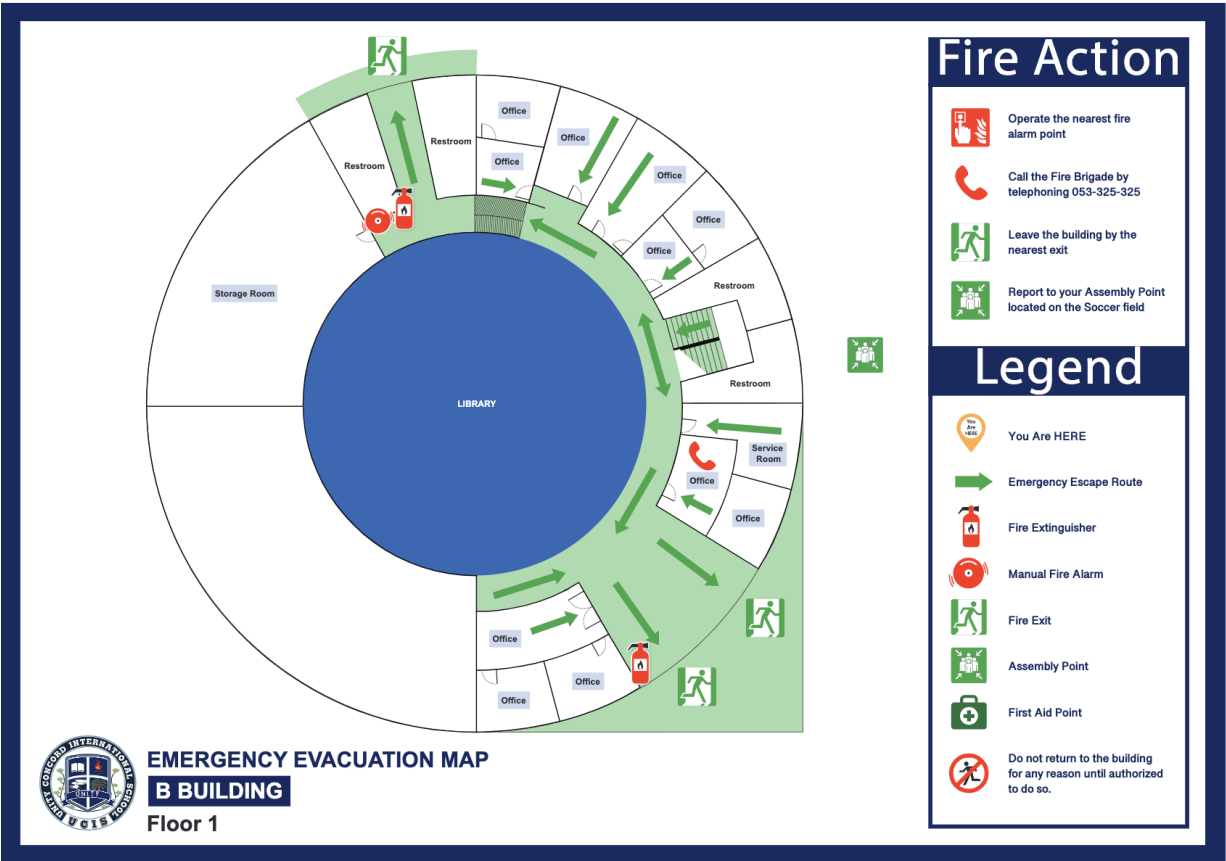 Fire Action
Operate the nearest fire
alarm point
Call the Fire Brigade by
telephoning 053-325-325
Leave the building by the
nearest exit
Report to your Assembly Point
located on the Soccer field
Legend
You
Are
HERE
You Are HERE
Emergency Escape Route
Fire Extinguisher
Manual Fire Alarm
Fire Exit
Assembly Point
First Aid Point
Do not return to the building
for any reason until authorized
to do so.
Office
Office
Restroom
Office
Restroom
Office
Office
Office
Restroom
Storage Room
Restroom
LIBRARY
Service
Room
Office
Office
Office
Office
Office
UNITY CONCORD INTERNATIONAL SCHOOL
UNITY
UCIS
EMERGENCY EVACUATION MAP
B BUILDING
Floor 1